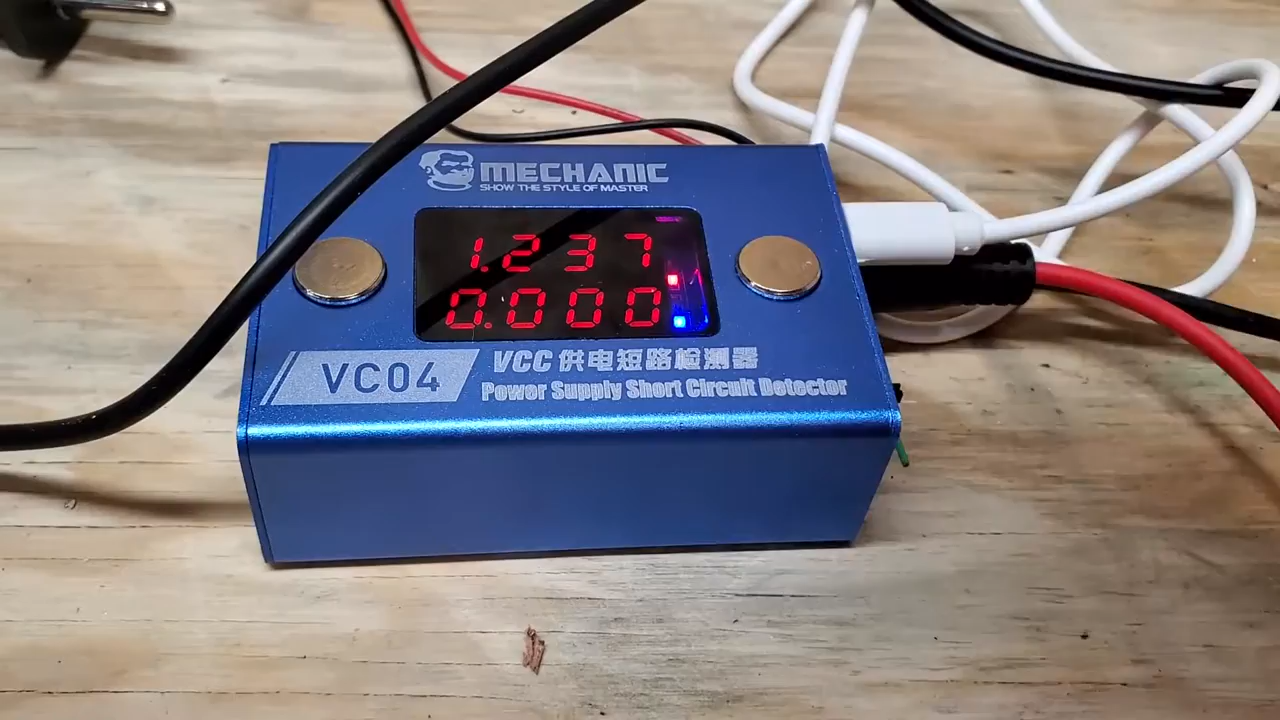 MECHANIC
SHOW THE STYLE OF MASTER
1.237
0.000
VC04
VCC 供电短路检测器
Power Supply Short Circuit Detector